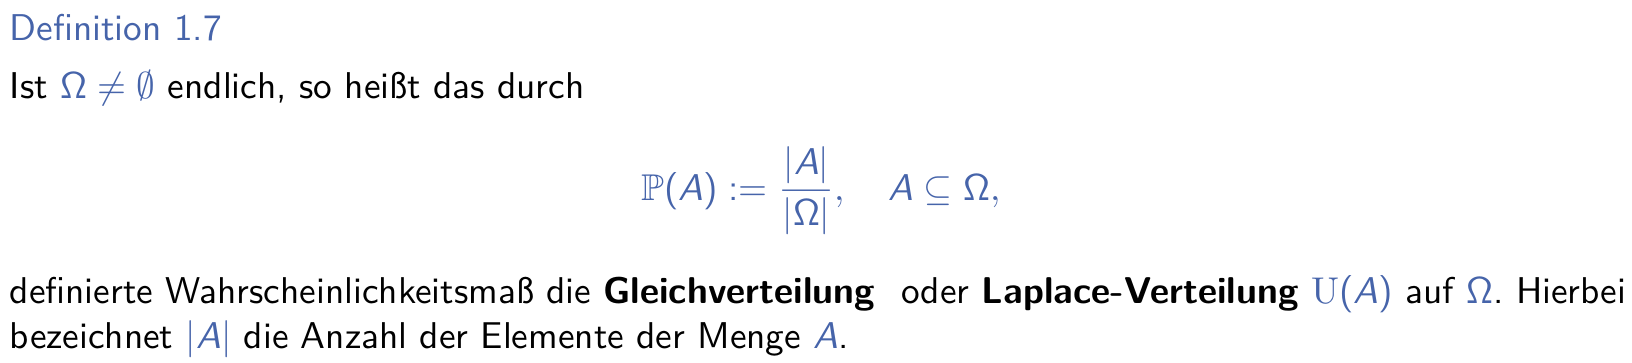 Definition 1.7
Ist Ω ≠ ∅ endlich, so heißt das durch
ℙ(A) := |A| / |Ω|, A ⊆ Ω,
definierte Wahrscheinlichkeitsmaß die Gleichverteilung oder Laplace-Verteilung U(A) auf Ω. Hierbei
bezeichnet |A| die Anzahl der Elemente der Menge A.